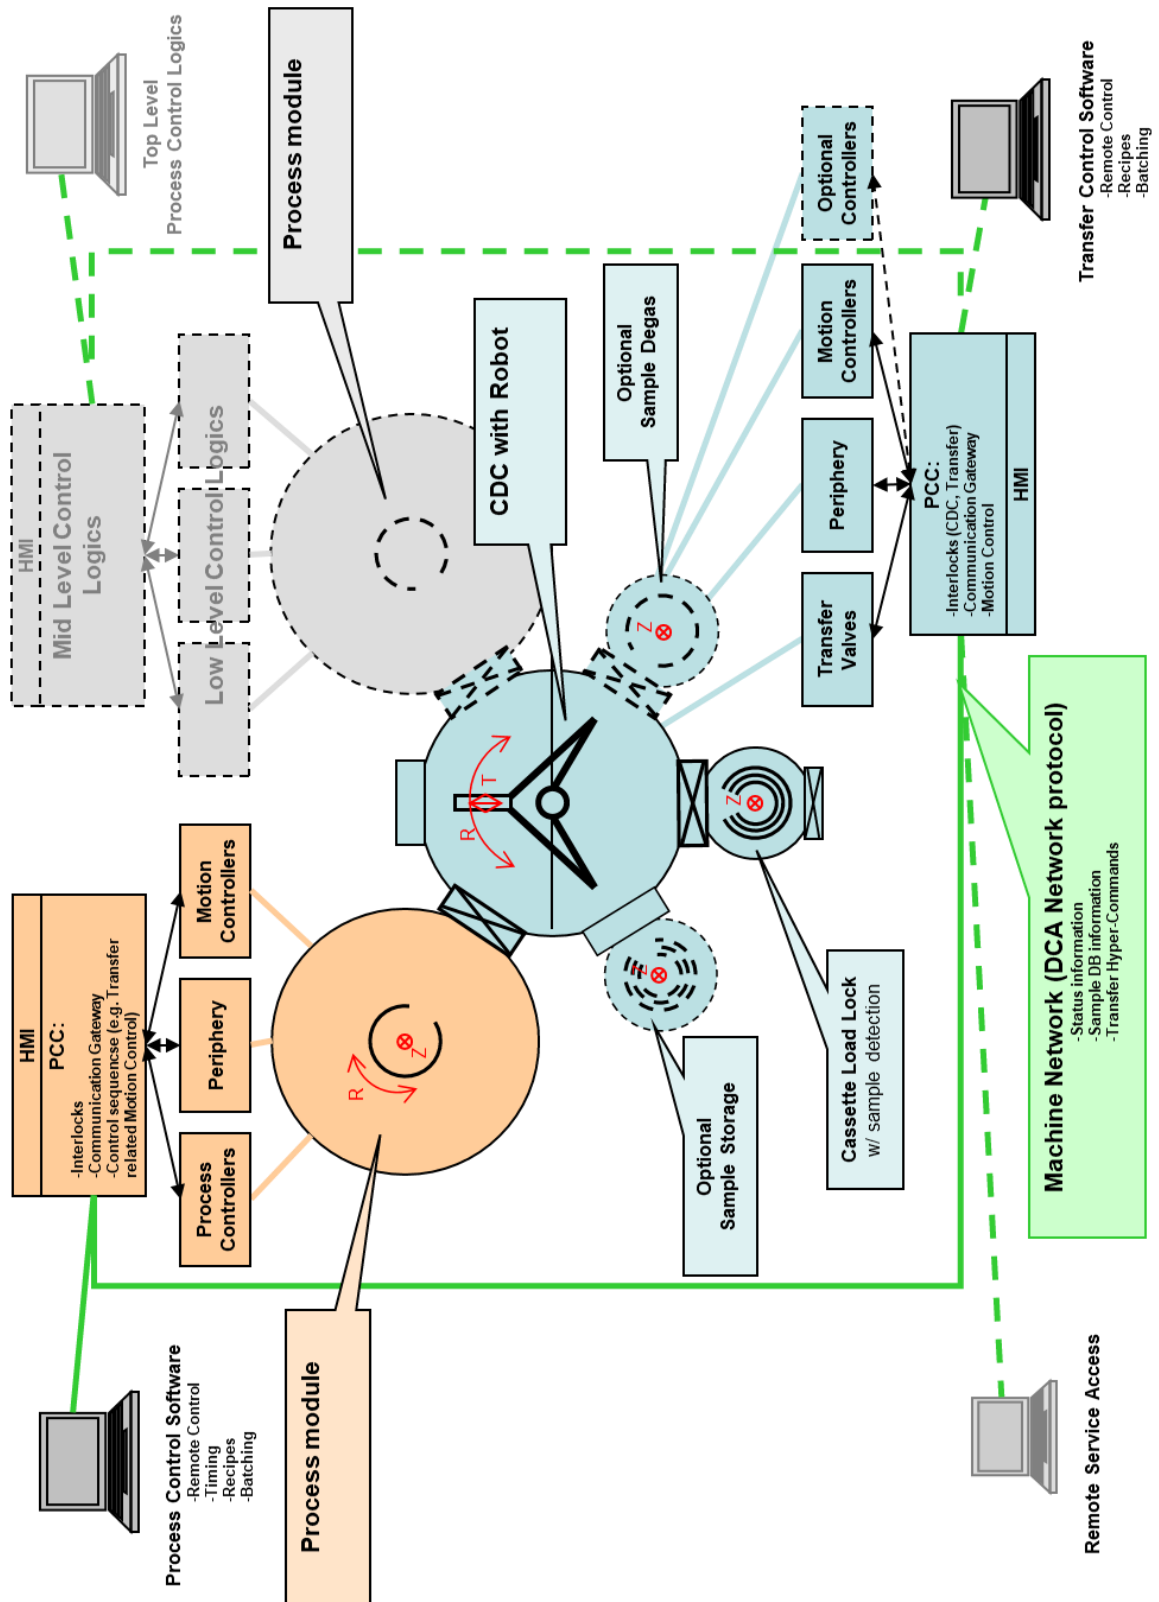 Process Control Software
-Remote Control
-Timing
-Recipes
-Batching
HMI
PCC:
-Interlocks
-Communication Gateway
-Control sequencse (e.g. Transfer
related Motion Control)
Process
Controllers
Periphery
Motion
Controllers
HMI
Mid Level Control
Logics
Low Level Control Logics
Top Level
Process Control Logics
Process module
R
Z
Process module
CDC with Robot
R
T
Optional
Sample Storage
Z
Cassette Load Lock
w/ sample detection
Z
Optional
Sample Degas
Z
Transfer
Valves
Periphery
Motion
Controllers
Optional
Controllers
PCC:
-Interlocks (CDC, Transfer)
-Communication Gateway
-Motion Control
HMI
Remote Service Access
Machine Network (DCA Network protocol)
-Status information
-Sample DB information
-Transfer Hyper-Commands
Transfer Control Software
-Remote Control
-Recipes
-Batching